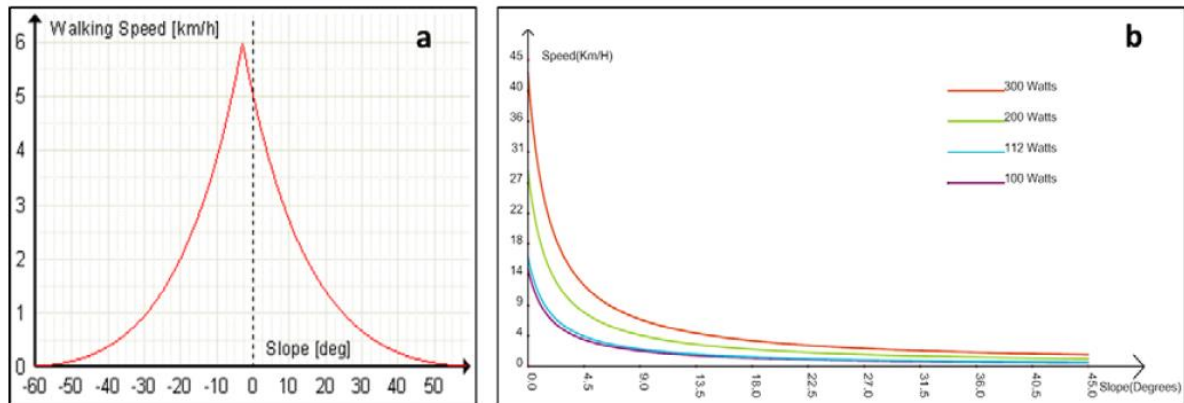 Walking Speed [km/h]
a
6
5
4
3
2
1
0
Slope [deg]
-60 -50 -40 -30 -20 -10 0 10 20 30 40 50
b
Speed(Km/H)
45
40
36
31
27
22
18
14
9
4
0
300 Watts
200 Watts
112 Watts
100 Watts
0.0 4.5 9.0 13.5 18.0 22.5 27.0 31.5 36.0 40.5 45.0
Slope(Degrees)